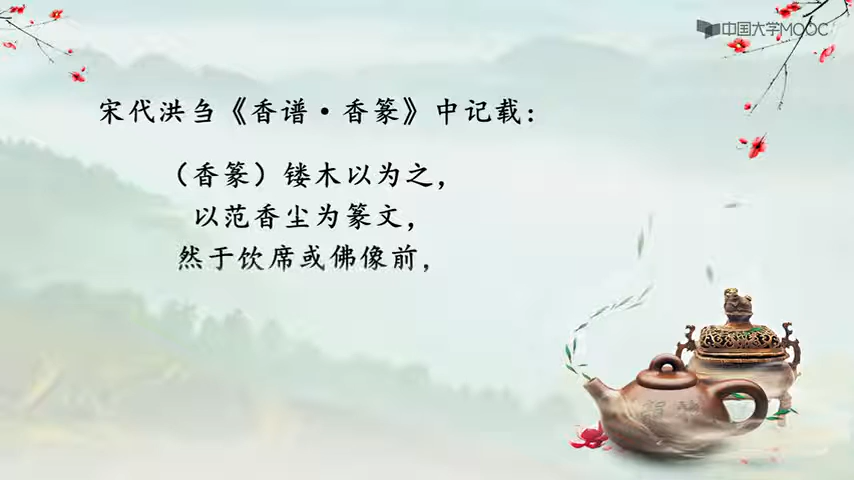 中国大学MOOC
宋代洪刍《香谱·香篆》中记载：
（香篆）镂木以为之，
以范香尘为篆文，
然于饮席或佛像前，